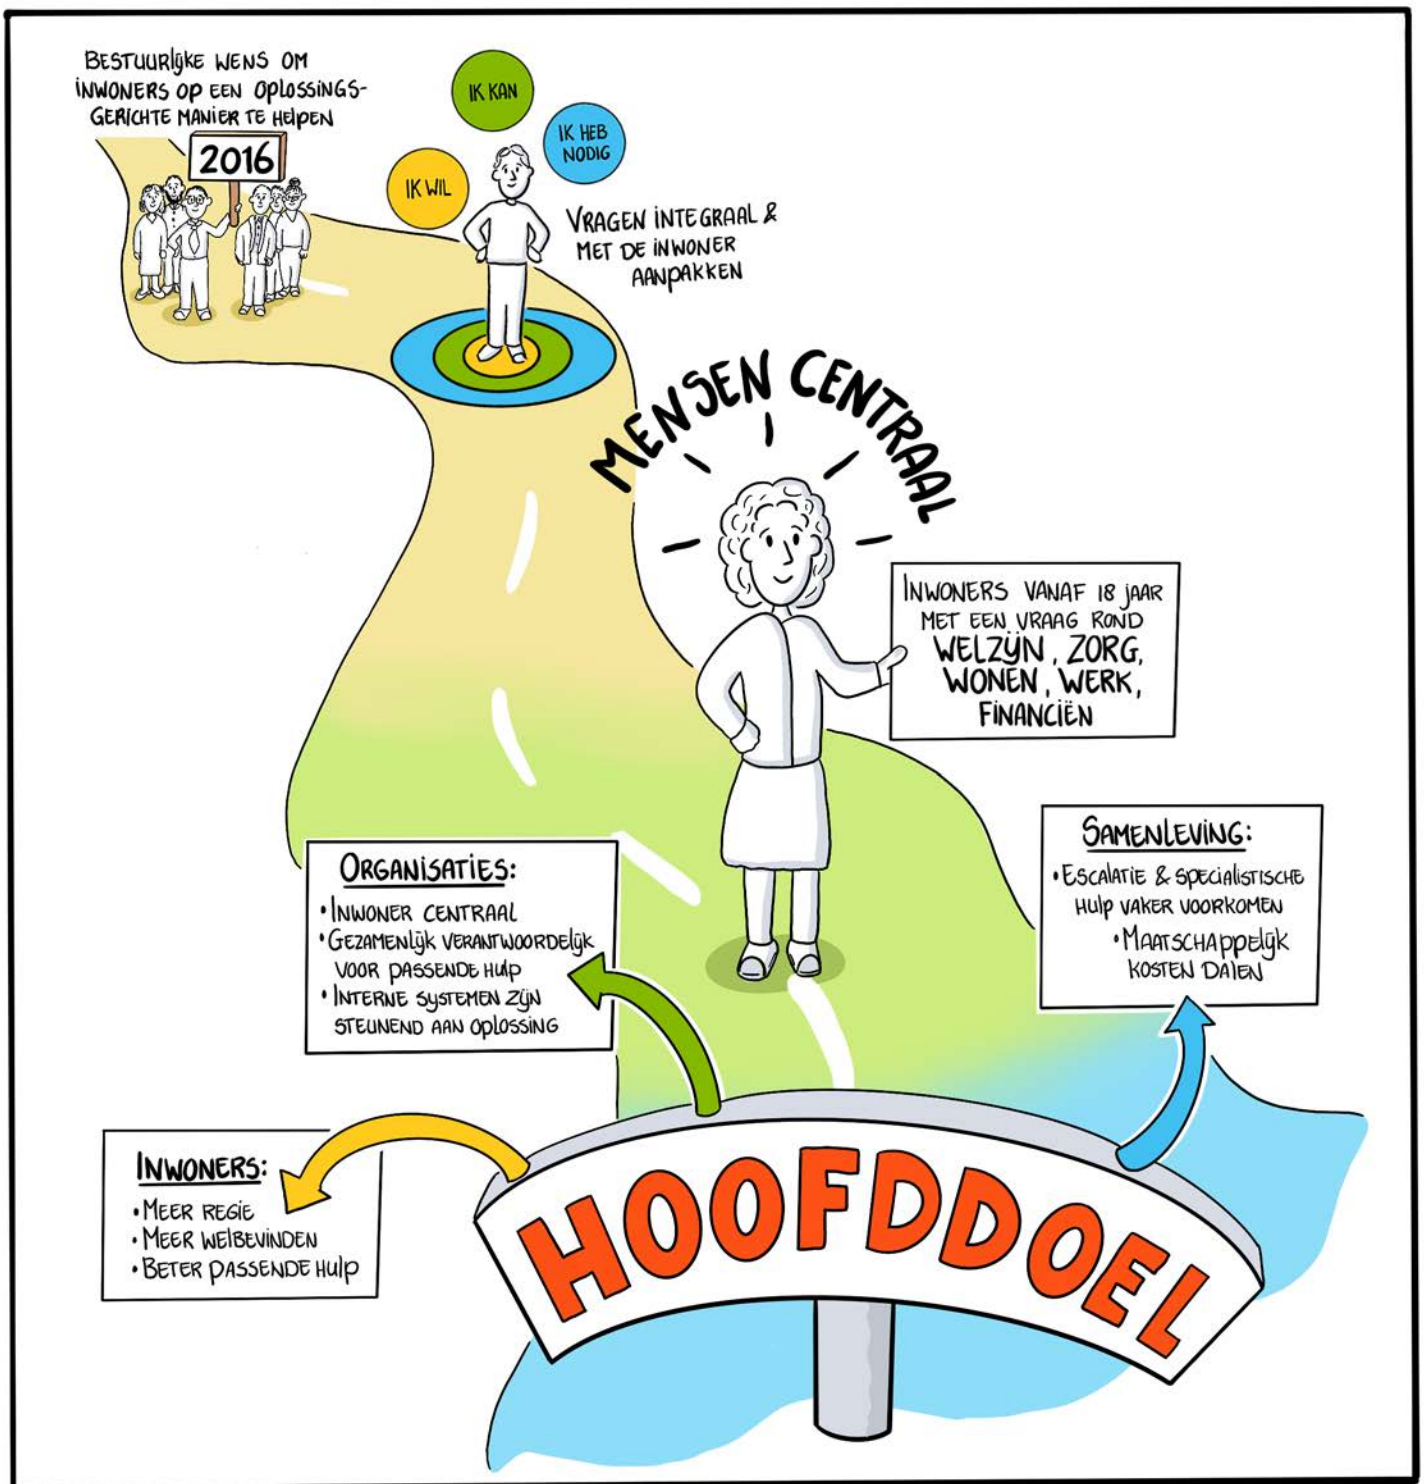 BESTUURLIJKE WENS OM
INWONERS OP EEN OPLOSSINGS-
GERICHTE MANIER TE HELPEN
2016
IK KAN
IK HEB
NODIG
IK WIL
VRAGEN INTEGRAAL &
MET DE INWONER
AANPAKKEN
MENSEN CENTRAAL
INWONERS VANAF 18 JAAR
MET EEN VRAAG ROND
WELZIJN, ZORG,
WONEN, WERK,
FINANCIËN
ORGANISATIES:
• INWONER CENTRAAL
• GEZAMENLIJK VERANTWOORDELIJK
VOOR PASSENDE HULP
• INTERNE SYSTEMEN ZIJN
STEUNEND AAN OPLOSSING
SAMENLEVING:
• ESCALATIE & SPECIALISTISCHE
HULP VAKER VOORKOMEN
• MAATSCHAPPELIJK
KOSTEN DALEN
INWONERS:
• MEER REGIE
• MEER WELBEVINDEN
• BETER PASSENDE HULP
HOOFDDOEL